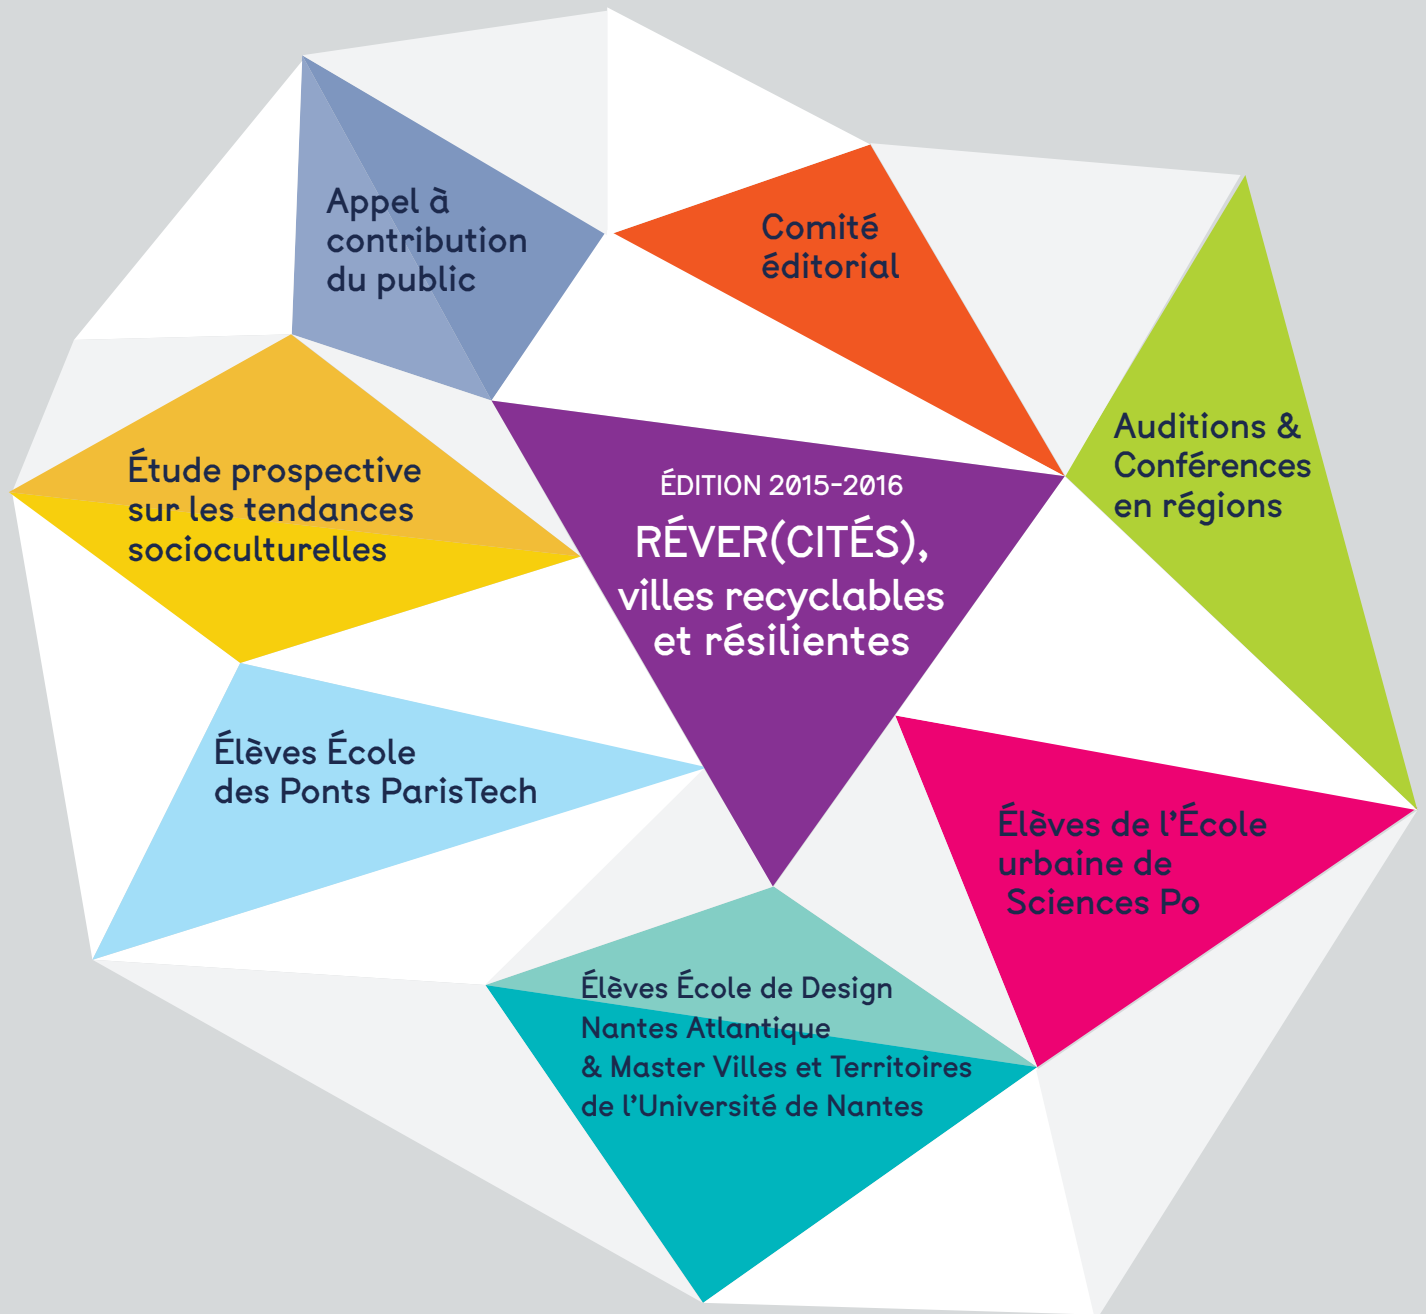 Appel à
contribution
du public
Comité
éditorial
Auditions &
Conférences
en régions
Étude prospective
sur les tendances
socioculturelles
ÉDITION 2015-2016
RÉVER(CITÉS),
villes recyclables
et résilientes
Élèves École
des Ponts ParisTech
Élèves de l'École
urbaine de
Sciences Po
Élèves École de Design
Nantes Atlantique
& Master Villes et Territoires
de l'Université de Nantes